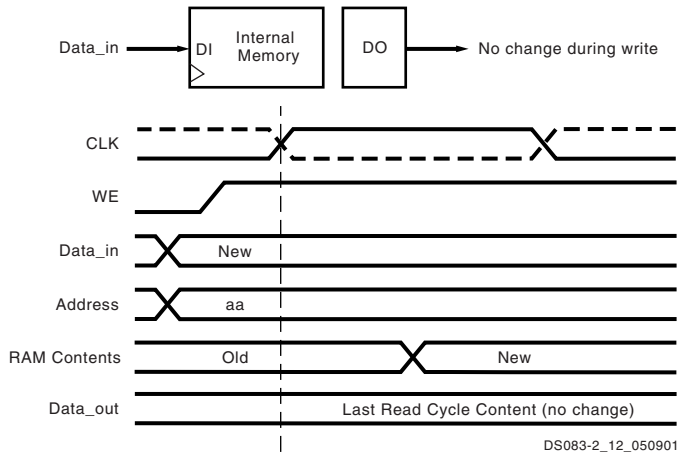 Data_in
DI
Internal
Memory
DO
No change during write
CLK
WE
Data_in
New
Address
aa
RAM Contents
Old
New
Data_out
Last Read Cycle Content (no change)
DS083-2_12_050901